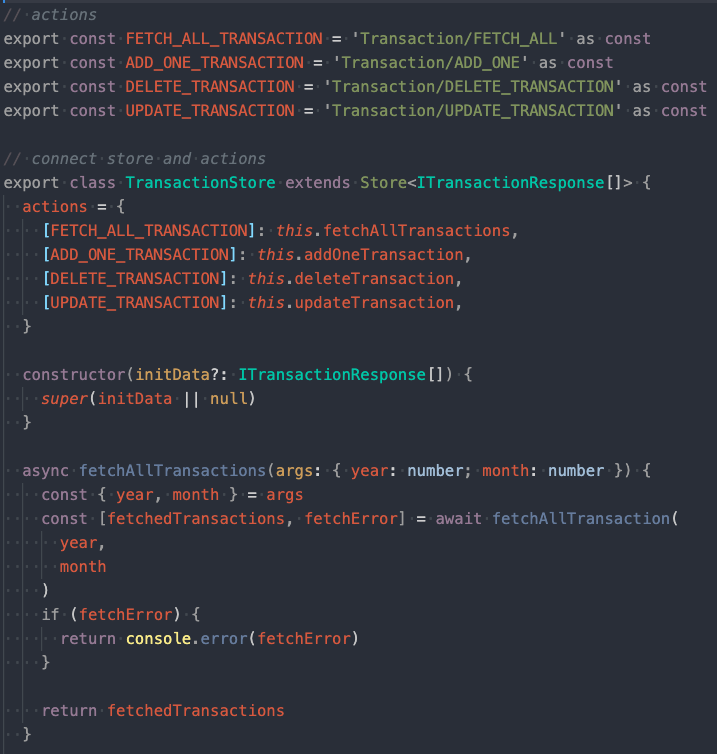 // actions
export const FETCH_ALL_TRANSACTION = 'Transaction/FETCH_ALL' as const
export const ADD_ONE_TRANSACTION = 'Transaction/ADD_ONE' as const
export const DELETE_TRANSACTION = 'Transaction/DELETE_TRANSACTION' as const
export const UPDATE_TRANSACTION = 'Transaction/UPDATE_TRANSACTION' as const

// connect store and actions
export class TransactionStore extends Store<ITransactionResponse[]> {
  actions = {
    [FETCH_ALL_TRANSACTION]: this.fetchAllTransactions,
    [ADD_ONE_TRANSACTION]: this.addOneTransaction,
    [DELETE_TRANSACTION]: this.deleteTransaction,
    [UPDATE_TRANSACTION]: this.updateTransaction,
  }

  constructor(initData?: ITransactionResponse[]) {
    super(initData || null)
  }

  async fetchAllTransactions(args: { year: number; month: number }) {
    const { year, month } = args
    const [fetchedTransactions, fetchError] = await fetchAllTransaction(
      year,
      month
    )
    if (fetchError) {
      return console.error(fetchError)
    }

    return fetchedTransactions
  }